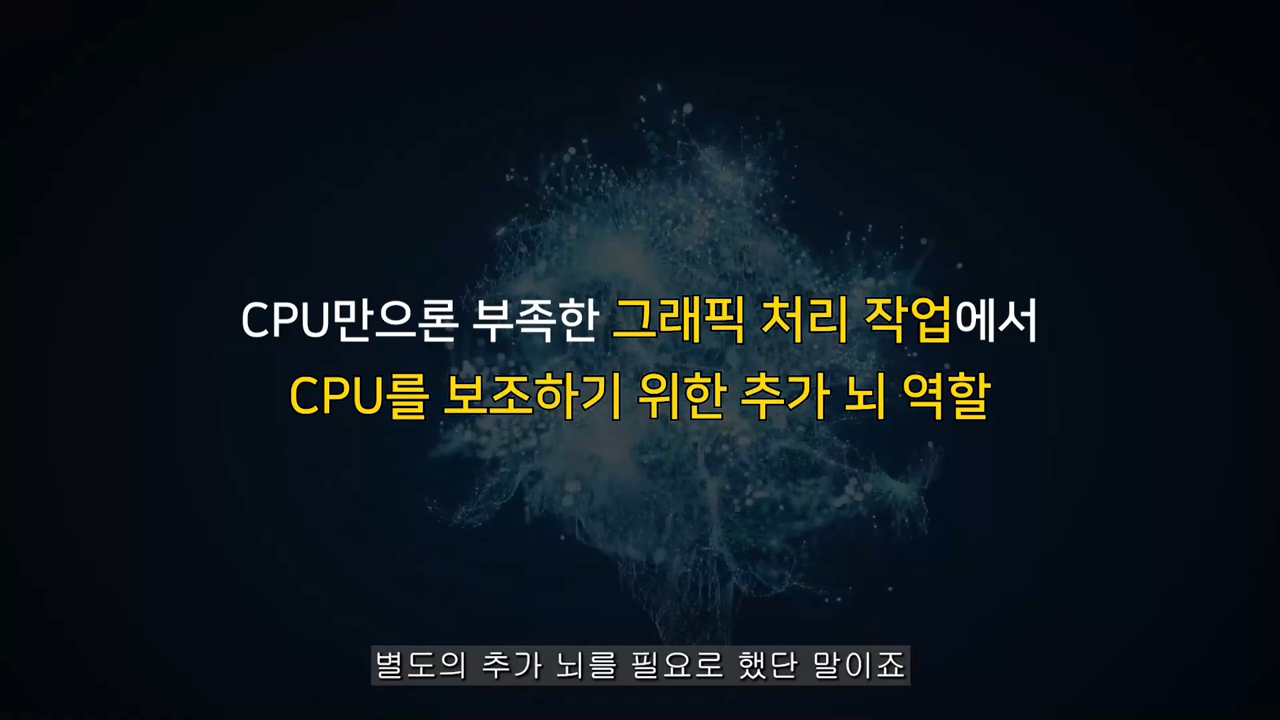 CPU만으론 부족한 그래픽 처리 작업에서
CPU를 보조하기 위한 추가 뇌 역할
별도의 추가 뇌를 필요로 했단 말이죠